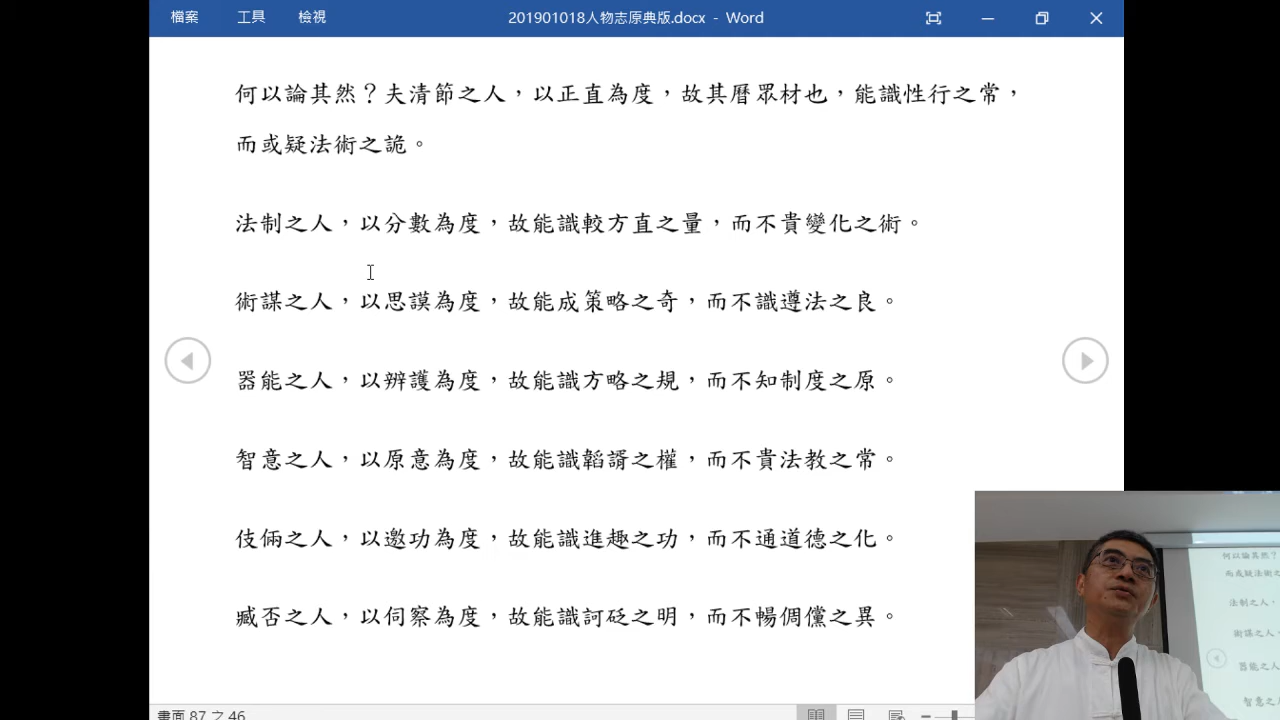 檔案 工具 檢視 201901018人物志原典版.docx - Word
何以論其然？夫清節之人，以正直為度，故其曆眾材也，能識性行之常，
而或疑法術之詭。
法制之人，以分數為度，故能識較方直之量，而不貴變化之術。
術謀之人，以思謨為度，故能成策略之奇，而不識遵法之良。
器能之人，以辨護為度，故能識方略之規，而不知制度之原。
智意之人，以原意為度，故能識韜諝之權，而不貴法教之常。
伎倆之人，以邀功為度，故能識進趣之功，而不通道德之化。
臧否之人，以伺察為度，故能識訶砭之明，而不暢倜儻之異。
畫面 87 之 46
何以論其然？
而或疑法術之
法制之人，
術謀之人，
器能之人
智意之